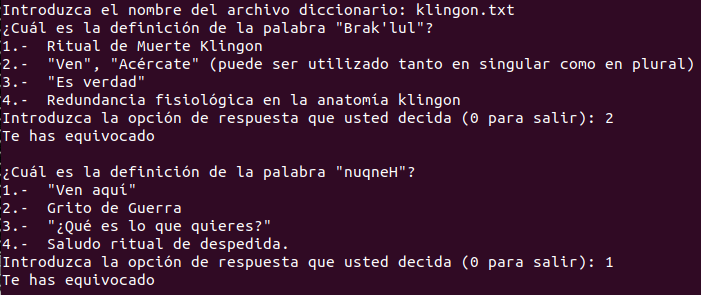 Introduzca el nombre del archivo diccionario: klingon.txt
¿Cuál es la definición de la palabra "Brak'lul"?
1.-  Ritual de Muerte Klingon
2.-  "Ven", "Acércate" (puede ser utilizado tanto en singular como en plural)
3.-  "Es verdad"
4.-  Redundancia fisiológica en la anatomía klingon
Introduzca la opción de respuesta que usted decida (0 para salir): 2
Te has equivocado
¿Cuál es la definición de la palabra "nuqneH"?
1.-  "Ven aquí"
2.-  Grito de Guerra
3.-  "¿Qué es lo que quieres?"
4.-  Saludo ritual de despedida.
Introduzca la opción de respuesta que usted decida (0 para salir): 1
Te has equivocado